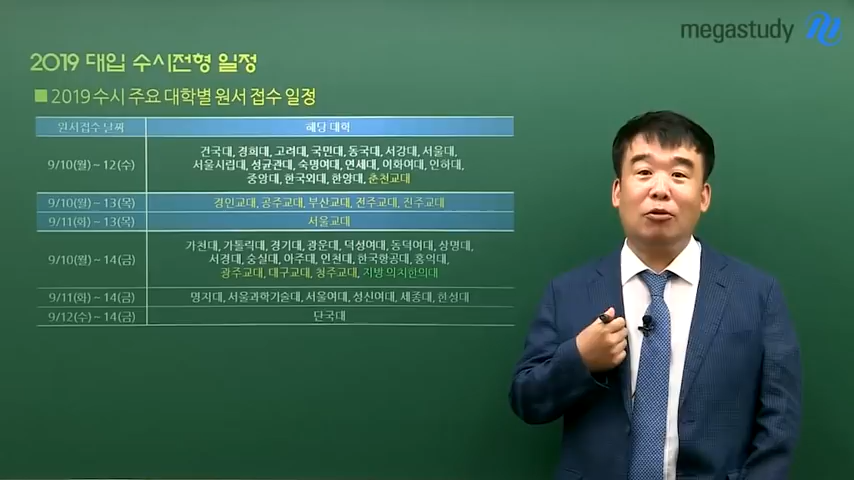 megastudy
2019 대입 수시전형 일정
2019 수시 주요 대학별 원서 접수 일정
원서접수 날짜 해당 대학
9/10(월) ~ 12(수) 건국대, 경희대, 고려대, 국민대, 동국대, 서강대, 서울대,
서울시립대, 성균관대, 숙명여대, 연세대, 이화여대, 인하대,
중앙대, 한국외대, 한양대, 춘천교대
9/10(월) ~ 13(목) 경인교대, 공주교대, 부산교대, 전주교대, 진주교대
9/11(화) ~ 13(목) 서울교대
9/10(월) ~ 14(금) 가천대, 가톨릭대, 경기대, 광운대, 덕성여대, 동덕여대, 상명대,
서경대, 숭실대, 아주대, 인천대, 한국항공대, 홍익대,
광주교대, 대구교대, 청주교대, 지방 의치한의대
9/11(화) ~ 14(금) 명지대, 서울과학기술대, 서울여대, 성신여대, 세종대, 한성대
9/12(수) ~ 14(금) 단국대